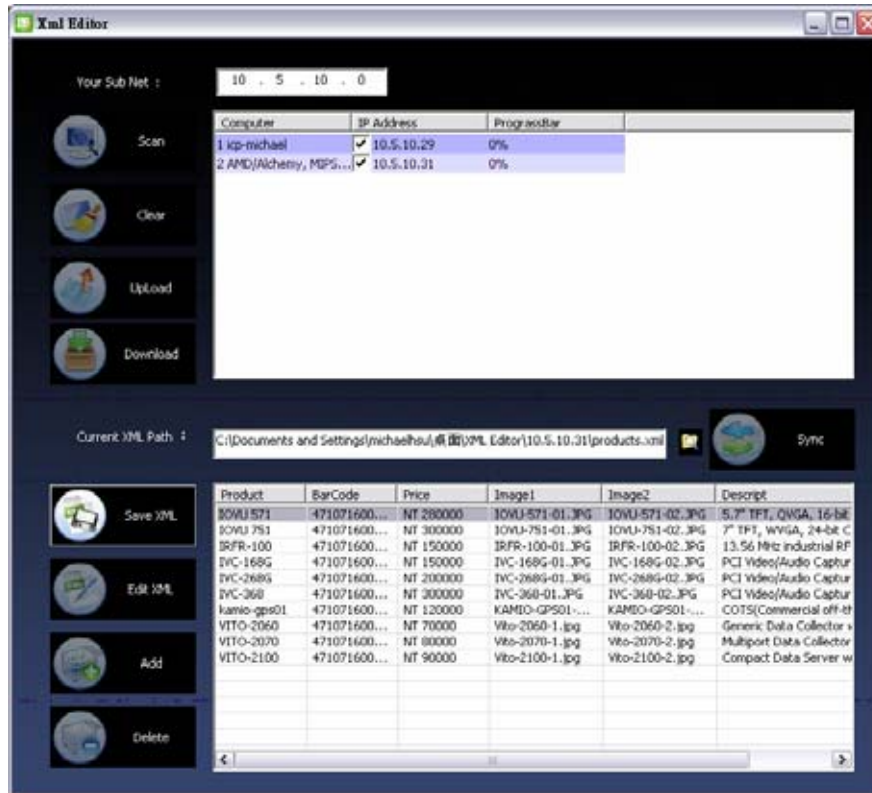 Xml Editor
Your Sub Net :
10 . 5 . 10 . 0
Scan
Clear
UpLoad
Download
Computer IP Address PrograssBar
1 icp-michael 10.5.10.29 0%
2 AMD/Alchemy, MIPS... 10.5.10.31 0%
Current XML Path :
C:\Documents and Settings\michaelhsu\桌面\XML Editor\10.5.10.31\products.xml
Sync
Save XML
Edit XML
Add
Delete
Product BarCode Price Image1 Image2 Descript
IOVU 571 471071600... NT 280000 IOVU-571-01.JPG IOVU-571-02.JPG 5.7" TFT, QVGA, 16-bit
IOVU 751 471071600... NT 300000 IOVU-751-01.JPG IOVU-751-02.JPG 7" TFT, WVGA, 24-bit C
IRFR-100 471071600... NT 150000 IRFR-100-01.JPG IRFR-100-02.JPG 13.56 MHz industrial RF
IVC-168G 471071600... NT 150000 IVC-168G-01.JPG IVC-168G-02.JPG PCI Video/Audio Captur
IVC-268G 471071600... NT 200000 IVC-268G-01.JPG IVC-268G-02.JPG PCI Video/Audio Captur
IVC-368 471071600... NT 300000 IVC-368-01.JPG IVC-368-02.JPG PCI Video/Audio Captur
kamio-gps01 471071600... NT 120000 KAMIO-GPS01-... KAMIO-GPS01-... COTS(Commercial off-th
VITO-2060 471071600... NT 70000 Vito-2060-1.jpg Vito-2060-2.jpg Generic Data Collector w
VITO-2070 471071600... NT 80000 Vito-2070-1.jpg Vito-2070-2.jpg Multiport Data Collector
VITO-2100 471071600... NT 90000 Vito-2100-1.jpg Vito-2100-2.jpg Compact Data Server w